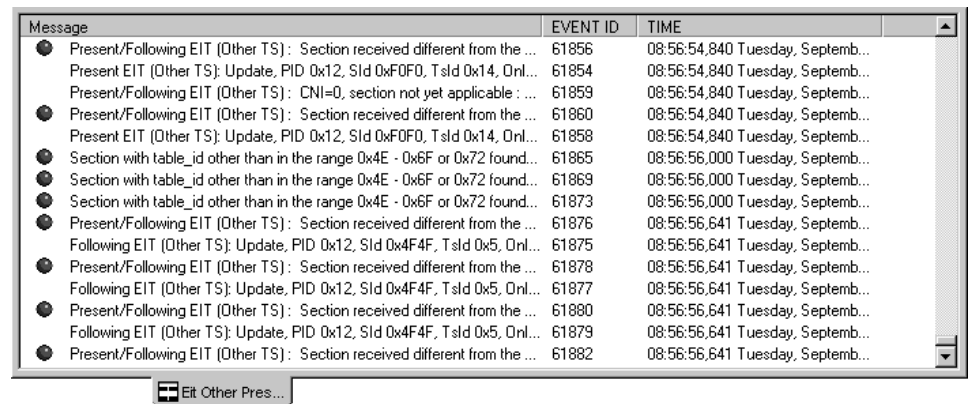 Message EVENT ID TIME
Present/Following EIT (Other TS) : Section received different from the ... 61856 08:56:54,840 Tuesday, Septemb...
Present EIT (Other TS): Update, PID 0x12, SId 0xF0F0, TsId 0x14, Onl... 61854 08:56:54,840 Tuesday, Septemb...
Present/Following EIT (Other TS) : CNI=0, section not yet applicable : ... 61859 08:56:54,840 Tuesday, Septemb...
Present/Following EIT (Other TS) : Section received different from the ... 61860 08:56:54,840 Tuesday, Septemb...
Present EIT (Other TS): Update, PID 0x12, SId 0xF0F0, TsId 0x14, Onl... 61858 08:56:54,840 Tuesday, Septemb...
Section with table_id other than in the range 0x4E - 0x6F or 0x72 found... 61865 08:56:56,000 Tuesday, Septemb...
Section with table_id other than in the range 0x4E - 0x6F or 0x72 found... 61869 08:56:56,000 Tuesday, Septemb...
Section with table_id other than in the range 0x4E - 0x6F or 0x72 found... 61873 08:56:56,000 Tuesday, Septemb...
Present/Following EIT (Other TS) : Section received different from the ... 61876 08:56:56,641 Tuesday, Septemb...
Following EIT (Other TS): Update, PID 0x12, SId 0x4F4F, TsId 0x5, Onl... 61875 08:56:56,641 Tuesday, Septemb...
Present/Following EIT (Other TS) : Section received different from the ... 61878 08:56:56,641 Tuesday, Septemb...
Following EIT (Other TS): Update, PID 0x12, SId 0x4F4F, TsId 0x5, Onl... 61877 08:56:56,641 Tuesday, Septemb...
Present/Following EIT (Other TS) : Section received different from the ... 61880 08:56:56,641 Tuesday, Septemb...
Following EIT (Other TS): Update, PID 0x12, SId 0x4F4F, TsId 0x5, Onl... 61879 08:56:56,641 Tuesday, Septemb...
Present/Following EIT (Other TS) : Section received different from the ... 61882 08:56:56,641 Tuesday, Septemb...
Eit Other Pres...